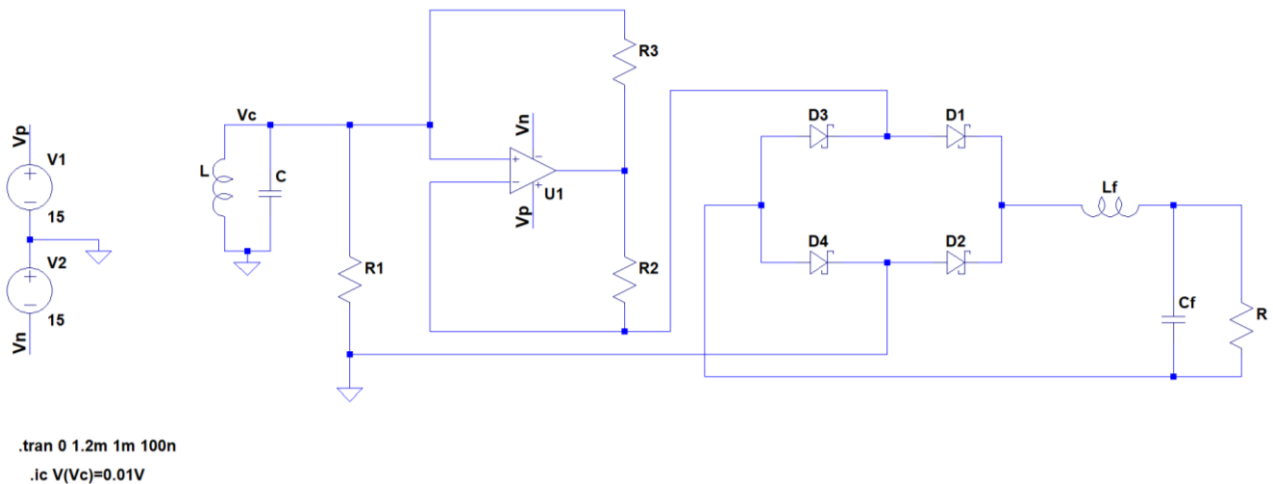 R3
D3
D1
Vc
Vn
Vp
V1
L
C
+
−
+
−
U1
+
−
15
Vp
Lf
V2
D4
D2
R1
R2
+
−
Cf
R
15
Vn
.tran 0 1.2m 1m 100n
.ic V(Vc)=0.01V